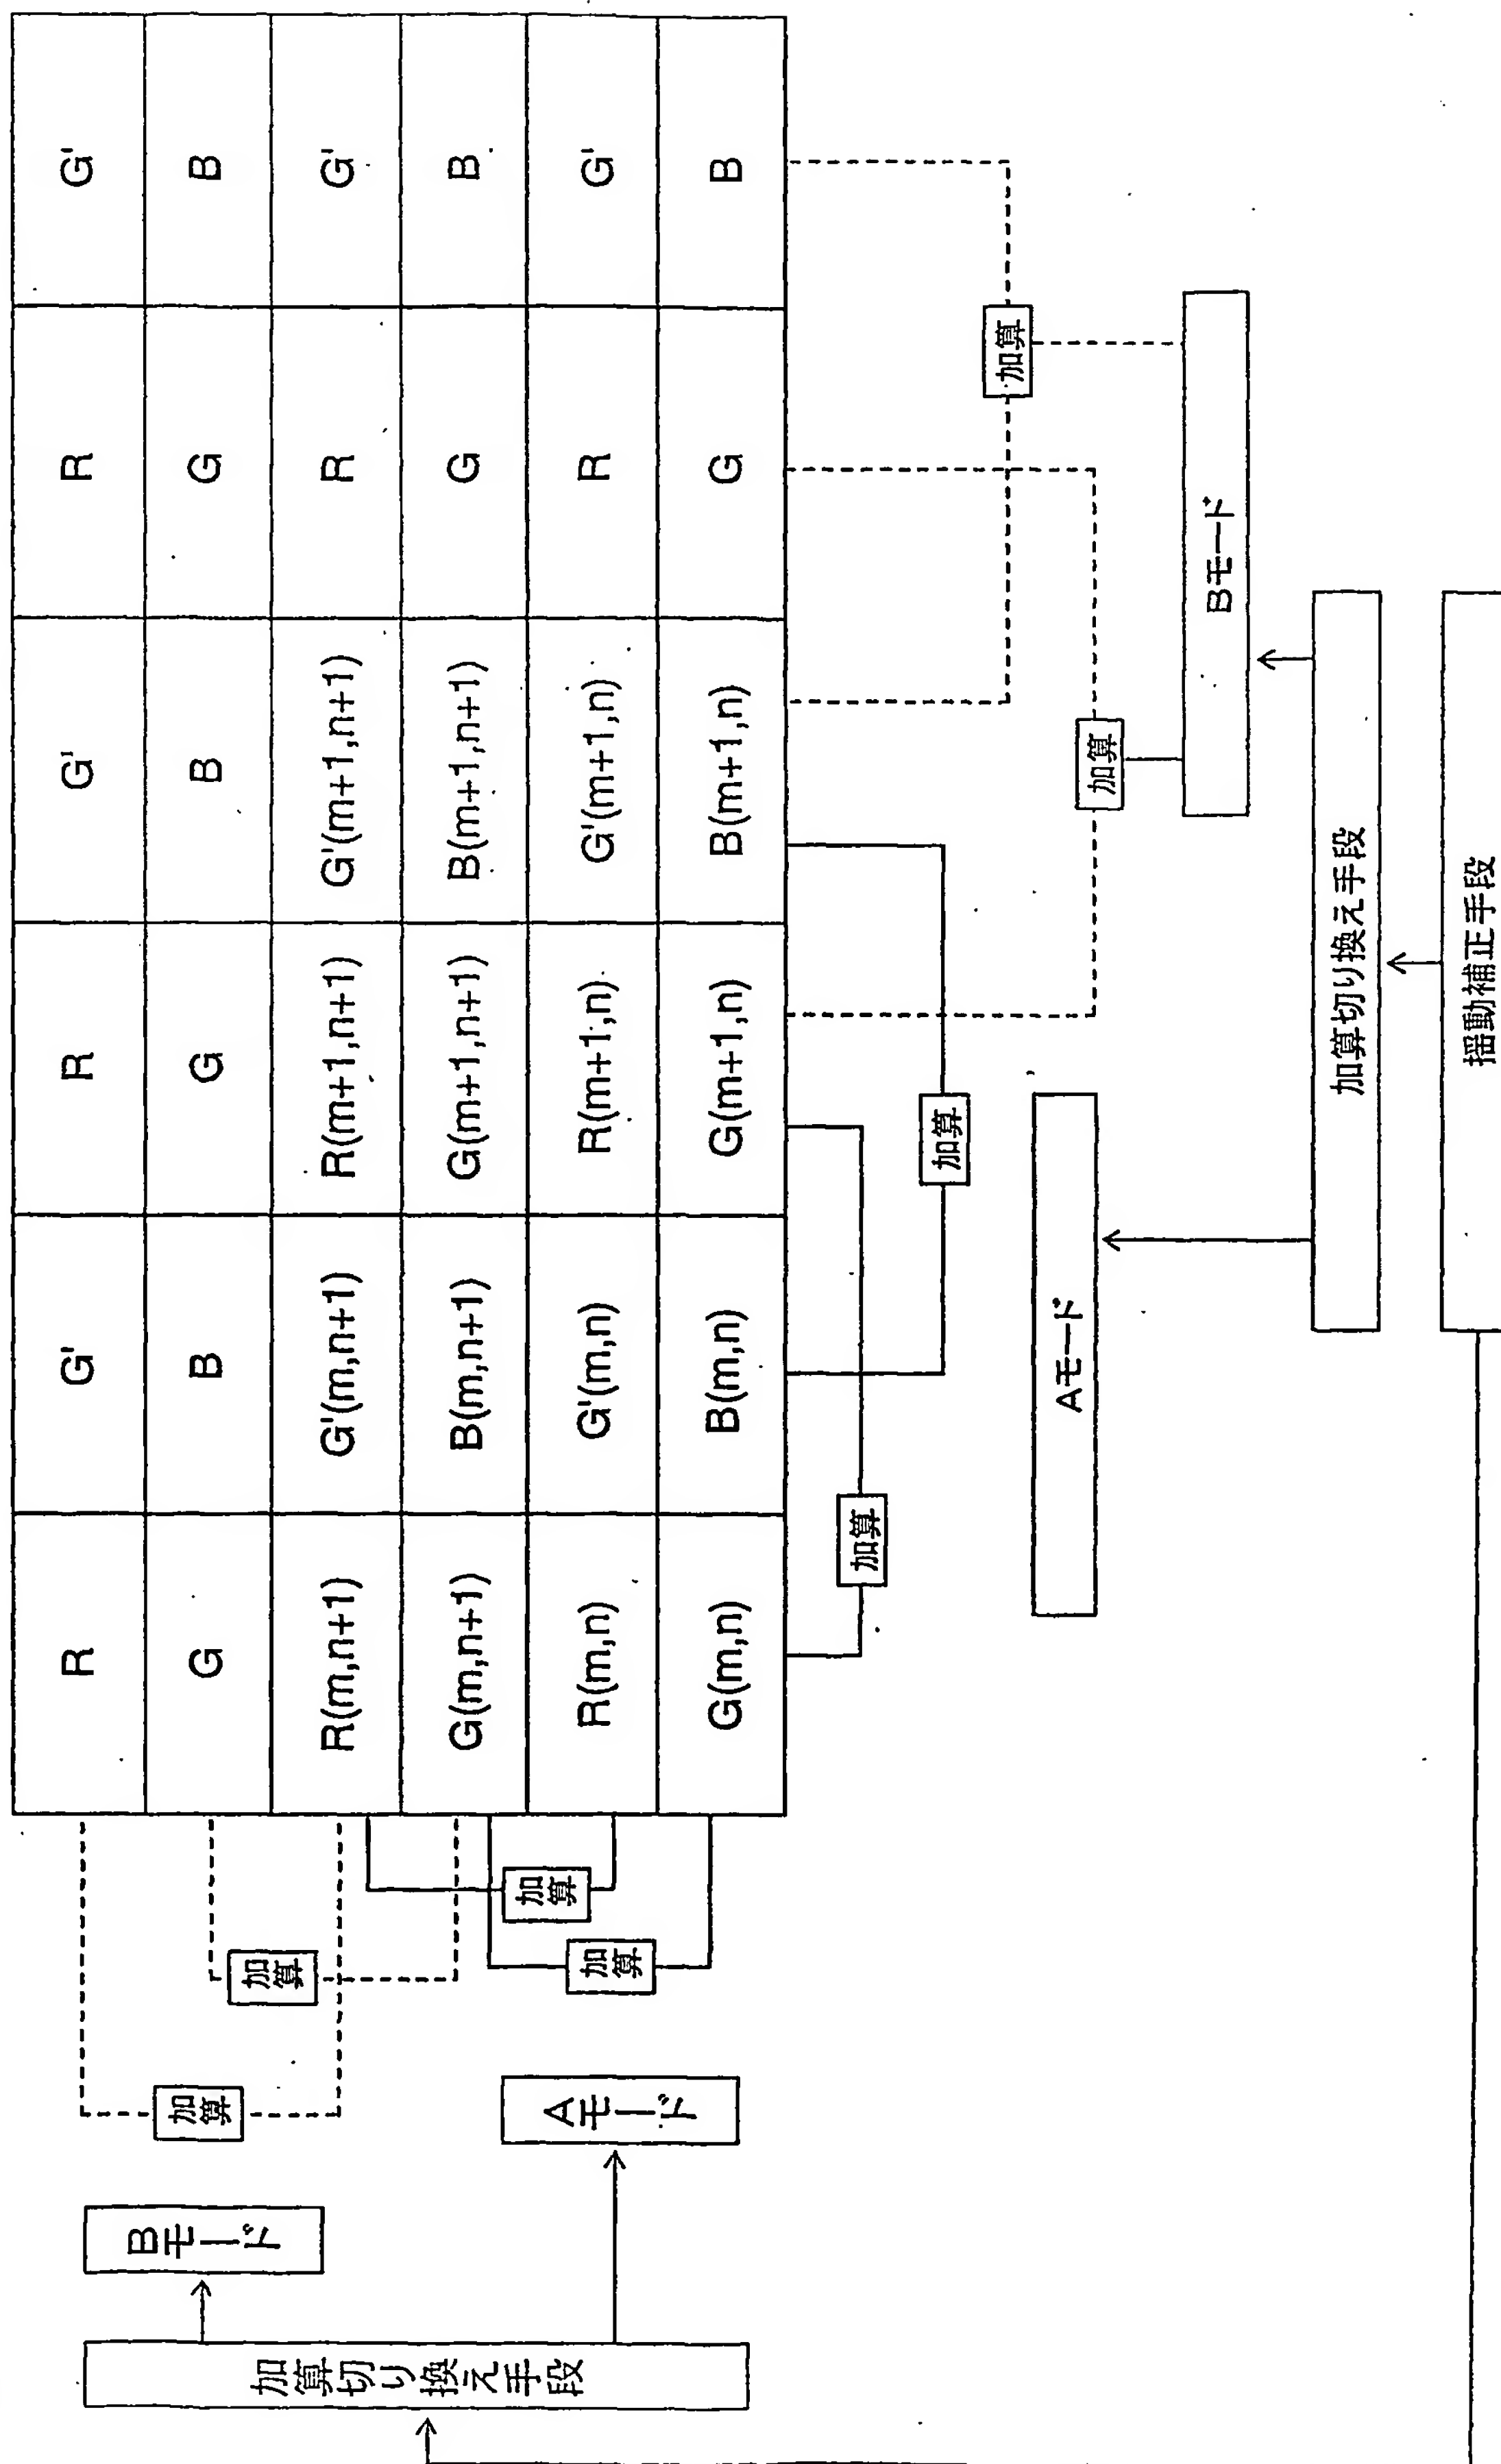 R G' R G' R G'
G B G B G B
R(m,n+1) G'(m,n+1) R(m+1,n+1) G'(m+1,n+1) R G'
G(m,n+1) B(m,n+1) G(m+1,n+1) B(m+1,n+1) G B
R(m,n) G'(m,n) R(m+1,n) G'(m+1,n) R G'
G(m,n) B(m,n) G(m+1,n) B(m+1,n) G B
加算切り換え手段
Bモード
Aモード
加算
加算
加算
加算
加算
加算
加算
加算
Aモード
Bモード
加算切り換え手段
揺動補正手段